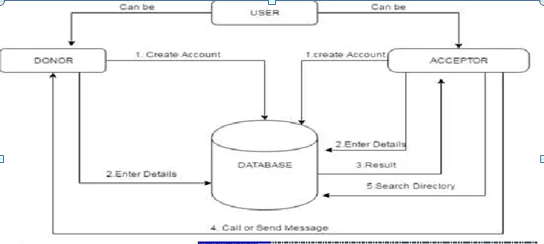 Can be USER Can be
DONOR 1. Create Account 1.create Account ACCEPTOR
2.Enter Details
DATABASE 3.Result
2.Enter Details 5.Search Directory
4. Call or Send Message